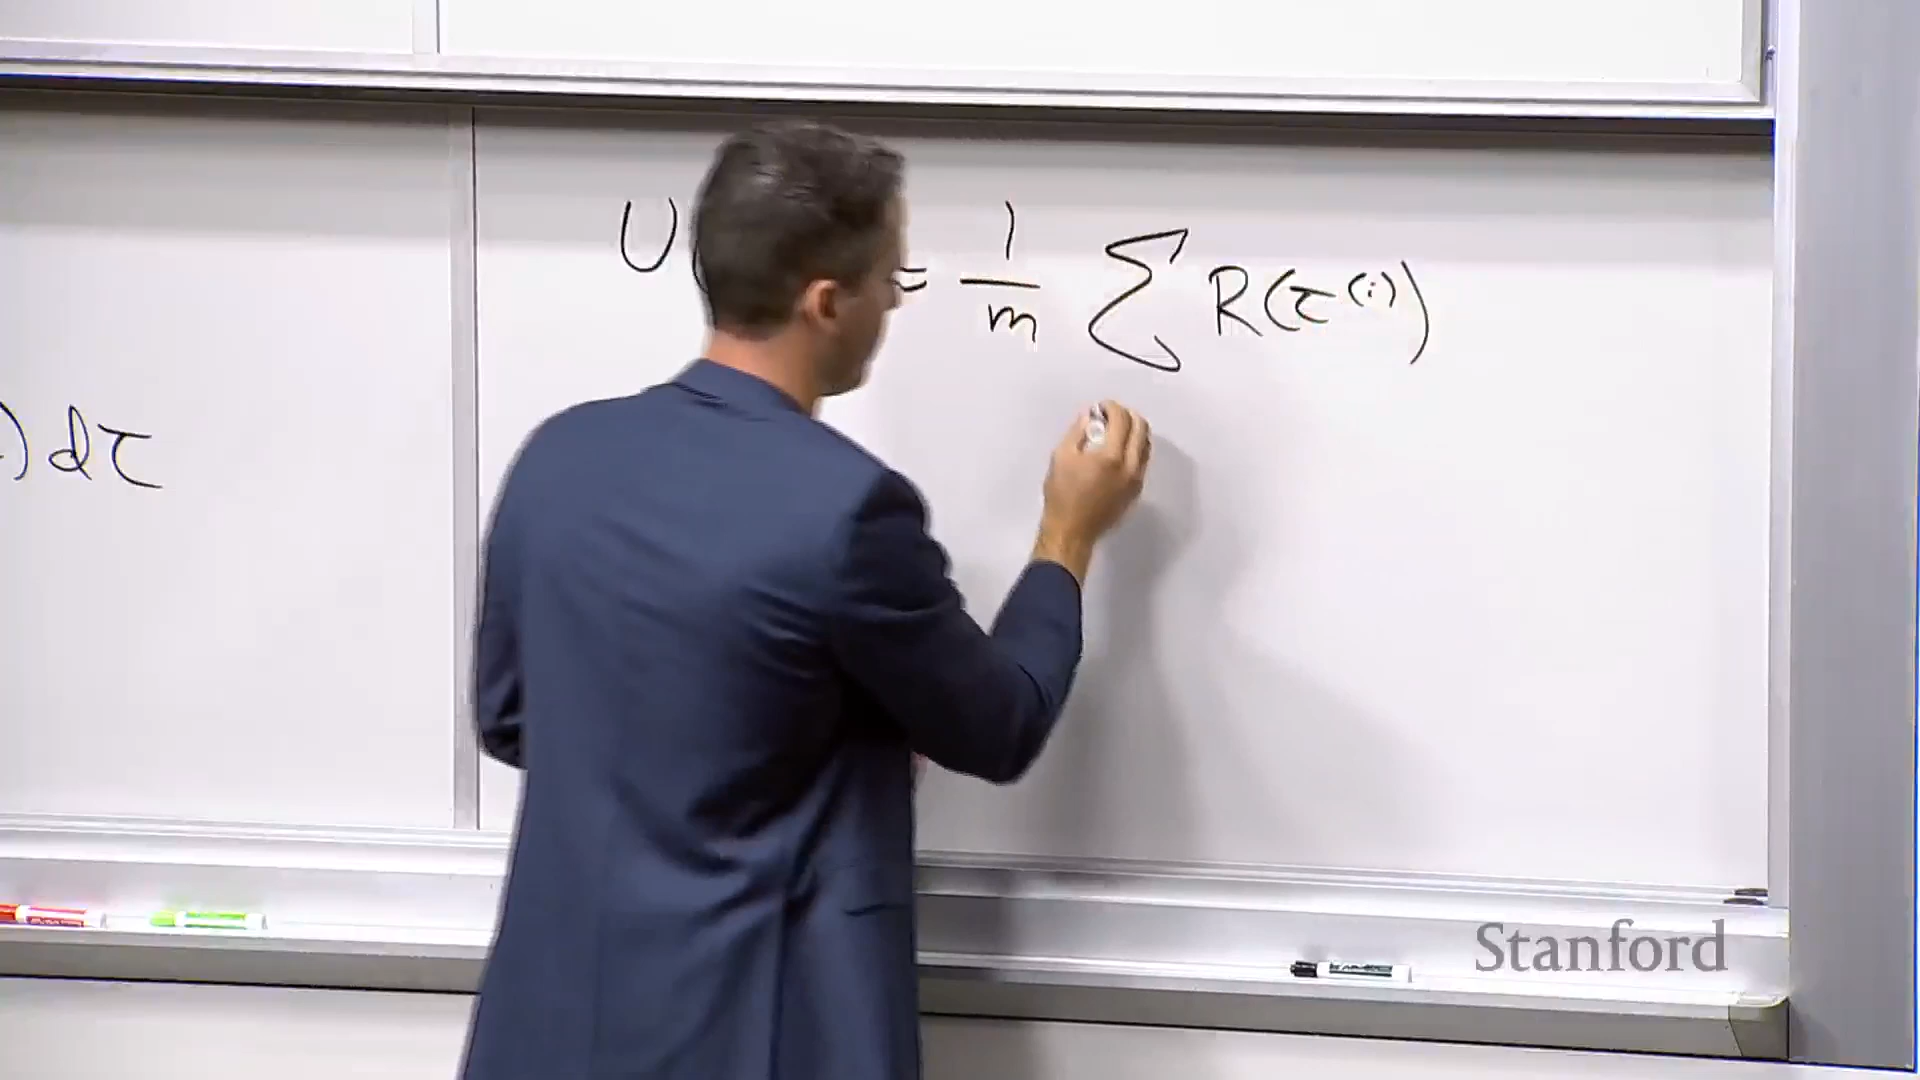 U( = 1/m Σ R(τ⁽ⁱ⁾)
) dτ
Stanford